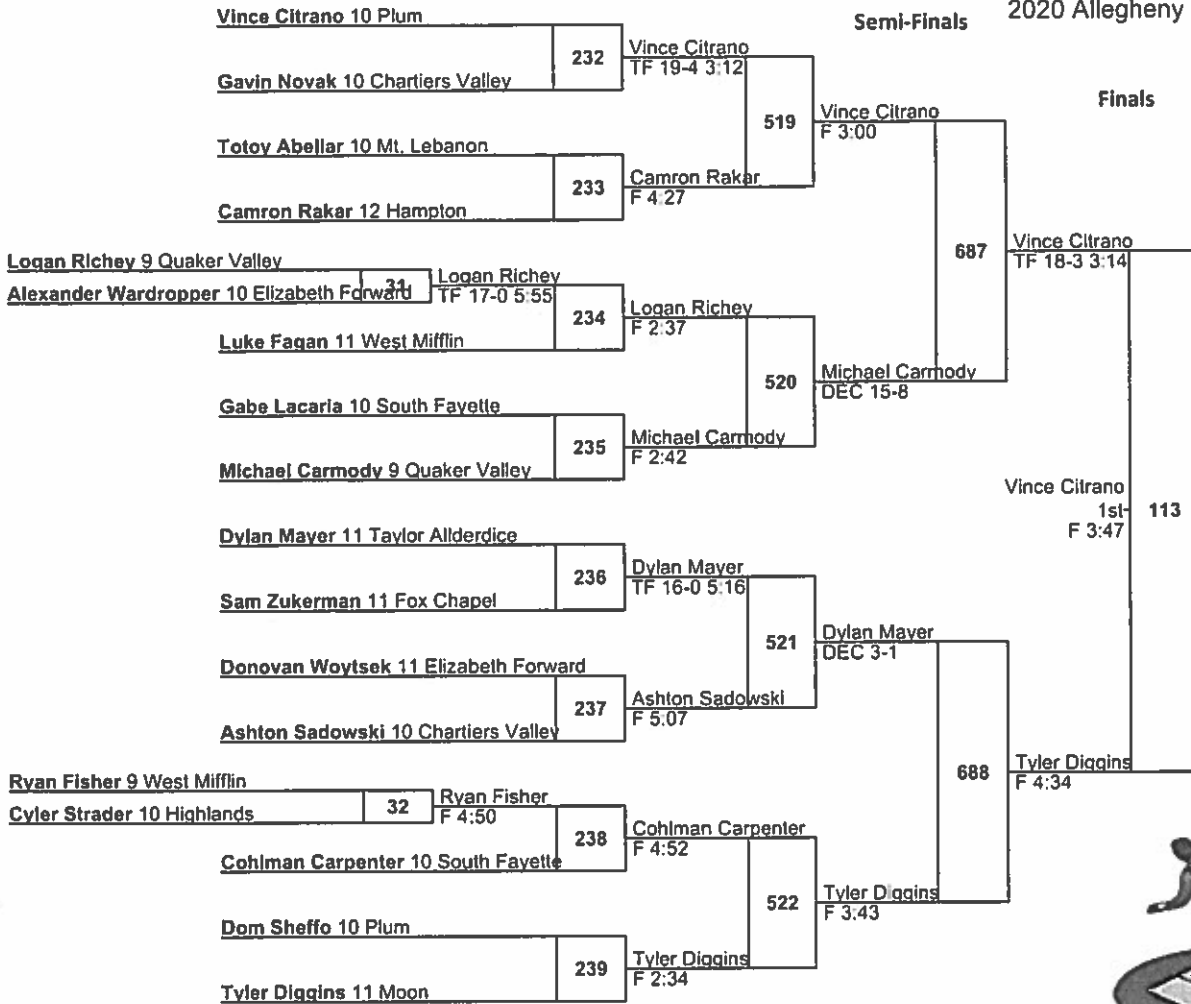 2020 Allegheny
Semi-Finals
Finals
Vince Citrano 10 Plum
232
Vince Citrano
TF 19-4 3:12
Gavin Novak 10 Chartiers Valley
519
Vince Citrano
F 3:00
Totoy Abellar 10 Mt. Lebanon
233
Camron Rakar
F 4:27
Camron Rakar 12 Hampton
687
Vince Citrano
TF 18-3 3:14
Logan Richey 9 Quaker Valley
31
Logan Richey
TF 17-0 5:55
Alexander Wardropper 10 Elizabeth Forward
234
Logan Richey
F 2:37
Luke Fagan 11 West Mifflin
520
Michael Carmody
DEC 15-8
Gabe Lacaria 10 South Fayette
235
Michael Carmody
F 2:42
Michael Carmody 9 Quaker Valley
Vince Citrano
1st
F 3:47
113
Dylan Mayer 11 Taylor Allderdice
236
Dylan Mayer
TF 16-0 5:16
Sam Zukerman 11 Fox Chapel
521
Dylan Mayer
DEC 3-1
Donovan Woytsek 11 Elizabeth Forward
237
Ashton Sadowski
F 5:07
Ashton Sadowski 10 Chartiers Valley
688
Tyler Diggins
F 4:34
Ryan Fisher 9 West Mifflin
32
Ryan Fisher
F 4:50
Cyler Strader 10 Highlands
238
Cohlman Carpenter
F 4:52
Cohlman Carpenter 10 South Fayette
522
Tyler Diggins
F 3:43
Dom Sheffo 10 Plum
239
Tyler Diggins
F 2:34
Tyler Diggins 11 Moon